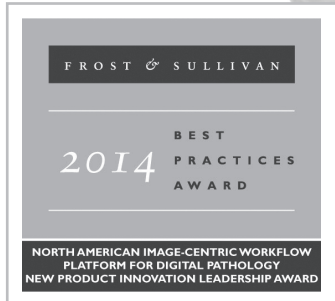 FROST & SULLIVAN
BEST
2014 PRACTICES
AWARD
NORTH AMERICAN IMAGE-CENTRIC WORKFLOW
PLATFORM FOR DIGITAL PATHOLOGY
NEW PRODUCT INNOVATION LEADERSHIP AWARD